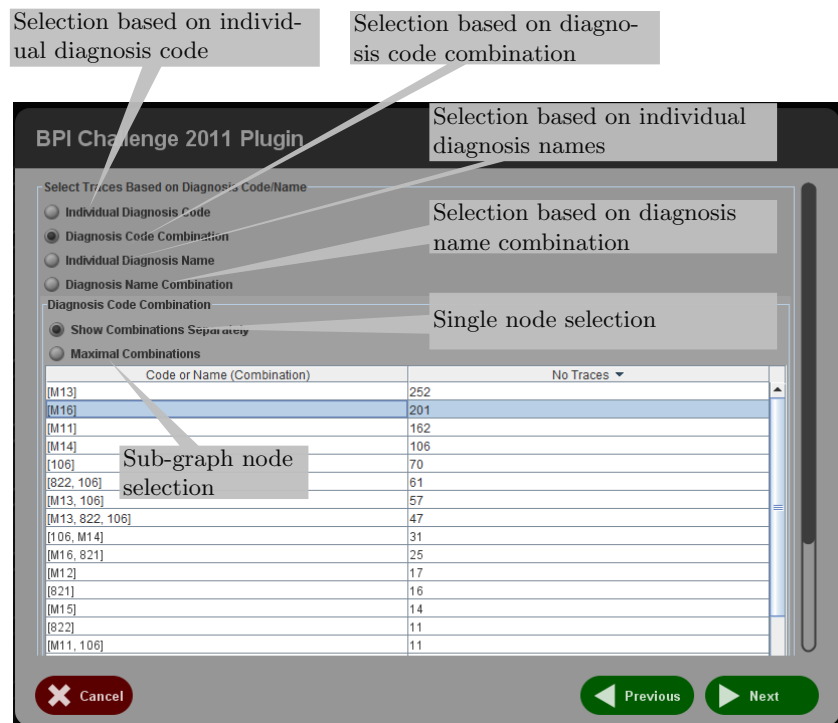 Selection based on individ-
ual diagnosis code
Selection based on diagno-
sis code combination
BPI Challenge 2011 Plugin
Selection based on individual
diagnosis names
Select Traces Based on Diagnosis Code/Name
Individual Diagnosis Code
Diagnosis Code Combination
Individual Diagnosis Name
Diagnosis Name Combination
Selection based on diagnosis
name combination
Diagnosis Code Combination
Show Combinations Separately
Maximal Combinations
Single node selection
Code or Name (Combination) No Traces
[M13] 252
[M16] 201
[M11] 162
[M14] 106
[106] 70
[822, 106] 61
[M13, 106] 57
[M13, 822, 106] 47
[106, M14] 31
[M16, 821] 25
[M12] 17
[821] 16
[M15] 14
[822] 11
[M11, 106] 11
Sub-graph node
selection
Cancel
Previous
Next